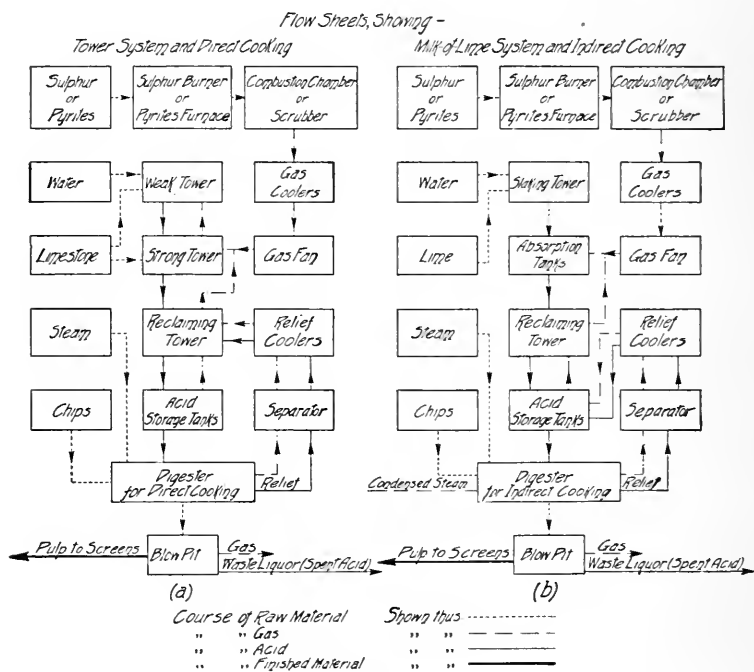 Flow Sheets, Showing –
Tower System and Direct Cooking
Sulphur
or
Pyrites
Sulphur Burner
or
Pyrites Furnace
Combustion Chamber
or
Scrubber
Water
Weak Tower
Gas
Coolers
Limestone
Strong Tower
Gas Fan
Steam
Reclaiming
Tower
Relief
Coolers
Chips
Acid
Storage Tanks
Separator
Digester
for Direct Cooking
Relief
Pulp to Screens
Blow Pit
Gas
Waste Liquor (Spent Acid)
(a)
Milk of Lime System and Indirect Cooking
Sulphur
or
Pyrites
Sulphur Burner
or
Pyrites Furnace
Combustion Chamber
or
Scrubber
Water
Slaking Tower
Gas
Coolers
Lime
Absorption
Tanks
Gas Fan
Steam
Reclaiming
Tower
Relief
Coolers
Chips
Acid
Storage Tanks
Separator
Condensed Steam
Digester
for Indirect Cooking
Relief
Pulp to Screens
Blow Pit
Gas
Waste Liquor (Spent Acid)
(b)
Course of Raw Material Shown thus
" " Gas " "
" " Acid " "
" " Finished Material " "